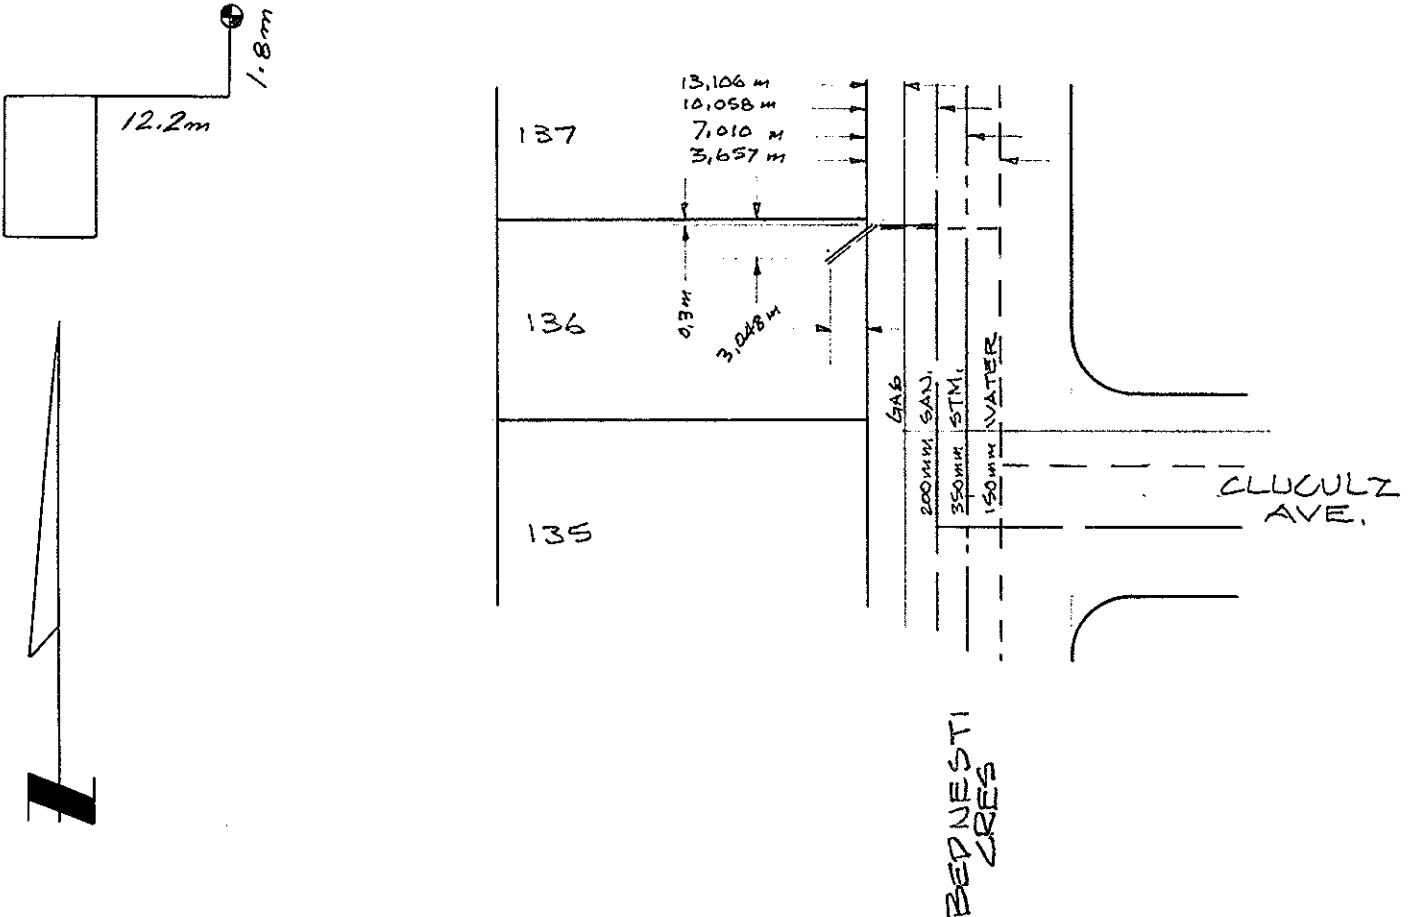 1.8m
12.2m
13,106 m
10,058 m
7,010 m
3,657 m
137
136
135
0,3m
3,048m
GAS
200mm SAN.
350mm STM.
150mm WATER
CLUCULZ
AVE.
BEDNESTI
CRES
N